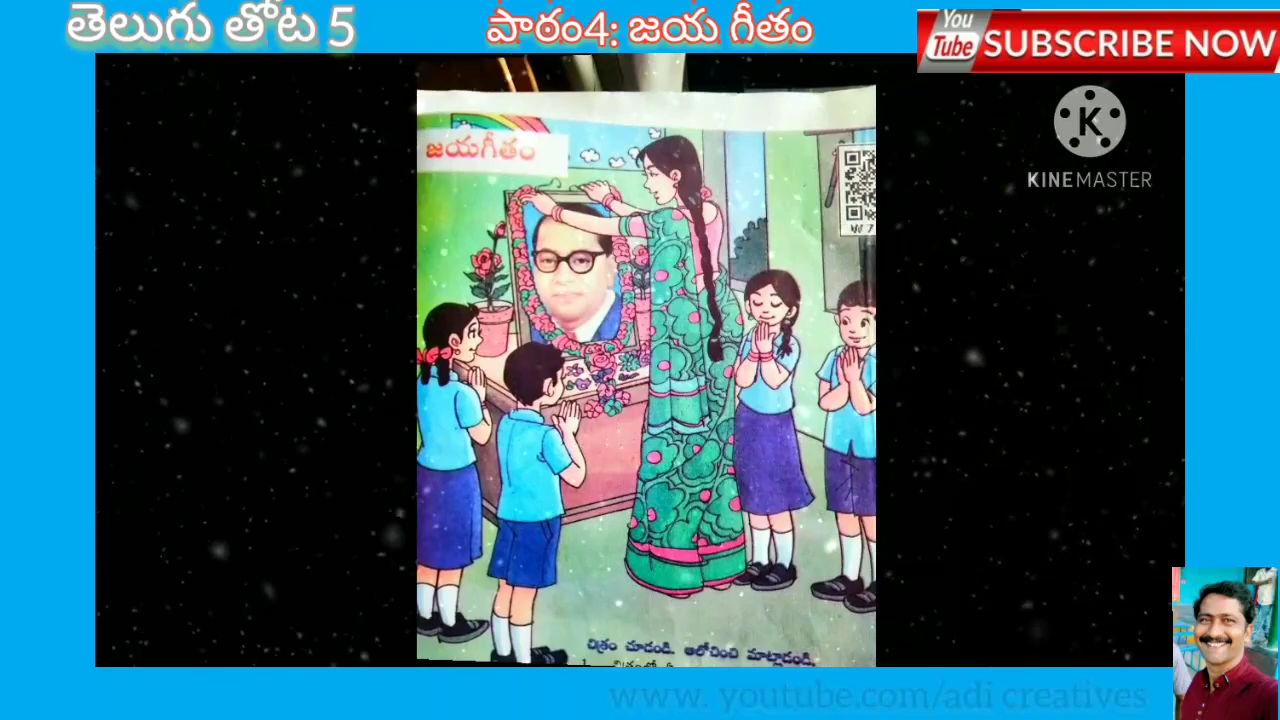 తెలుగు తోట 5
పాఠం4: జయ గీతం
You
Tube SUBSCRIBE NOW
K
KINEMASTER
జయగీతం
చిత్రం చూడండి. ఆలోచించి మాట్లాడండి.
www. youtube.com/adi creatives